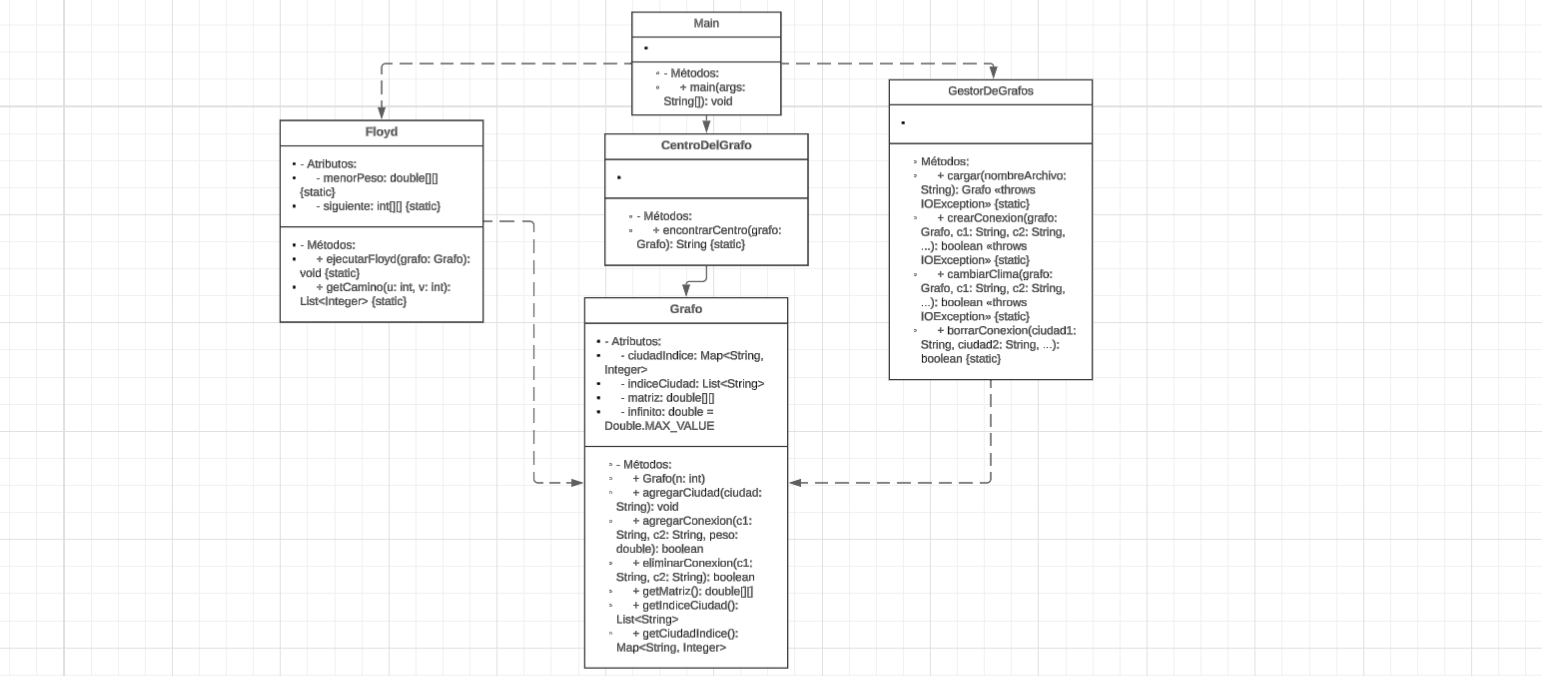 Main
- Métodos:
+ main(args:
String[]): void
Floyd
- Atributos:
- menorPeso: double[][]
{static}
- siguiente: int[][] {static}
- Métodos:
+ ejecutarFloyd(grafo: Grafo):
void {static}
+ getCamino(u: int, v: int):
List<Integer> {static}
CentroDelGrafo
- Métodos:
+ encontrarCentro(grafo:
Grafo): String {static}
GestorDeGrafos
Métodos:
+ cargar(nombreArchivo:
String): Grafo «throws
IOException» {static}
+ crearConexion(grafo:
Grafo, c1: String, c2: String,
...): boolean «throws
IOException» {static}
+ cambiarClima(grafo:
Grafo, c1: String, c2: String,
...): boolean «throws
IOException» {static}
+ borrarConexion(ciudad1:
String, ciudad2: String, ...):
boolean {static}
Grafo
- Atributos:
- ciudadIndice: Map<String,
Integer>
- indiceCiudad: List<String>
- matriz: double[][]
- infinito: double =
Double.MAX_VALUE
- Métodos:
+ Grafo(n: int)
+ agregarCiudad(ciudad:
String): void
+ agregarConexion(c1:
String, c2: String, peso:
double): boolean
+ eliminarConexion(c1:
String, c2: String): boolean
+ getMatriz(): double[][]
+ getIndiceCiudad():
List<String>
+ getCiudadIndice():
Map<String, Integer>